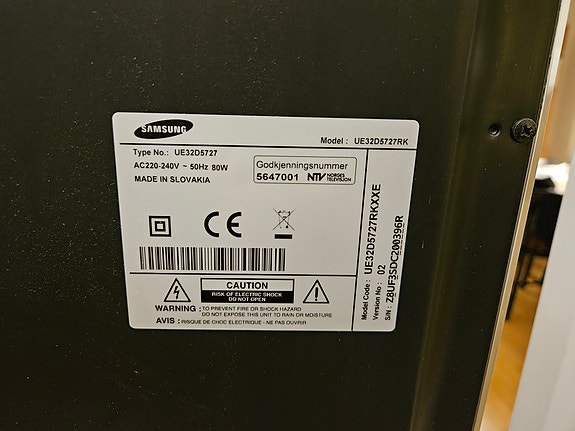 SAMSUNG
Model : UE32D5727RK
Type No.: UE32D5727
AC220-240V ~ 50Hz 80W
MADE IN SLOVAKIA
Godkjenningsnummer
5647001 NTV NORGES TELEVISJON
CE
CAUTION
RISK OF ELECTRIC SHOCK
DO NOT OPEN
WARNING : TO PREVENT FIRE OR SHOCK HAZARD
DO NOT EXPOSE THIS UNIT TO RAIN OR MOISTURE
AVIS : RISQUE DE CHOC ELECTRIQUE - NE PAS OUVRIR
Model Code : UE32D5727RKXXE
Version No : 02
S/N : Z8UF3SDC200396R